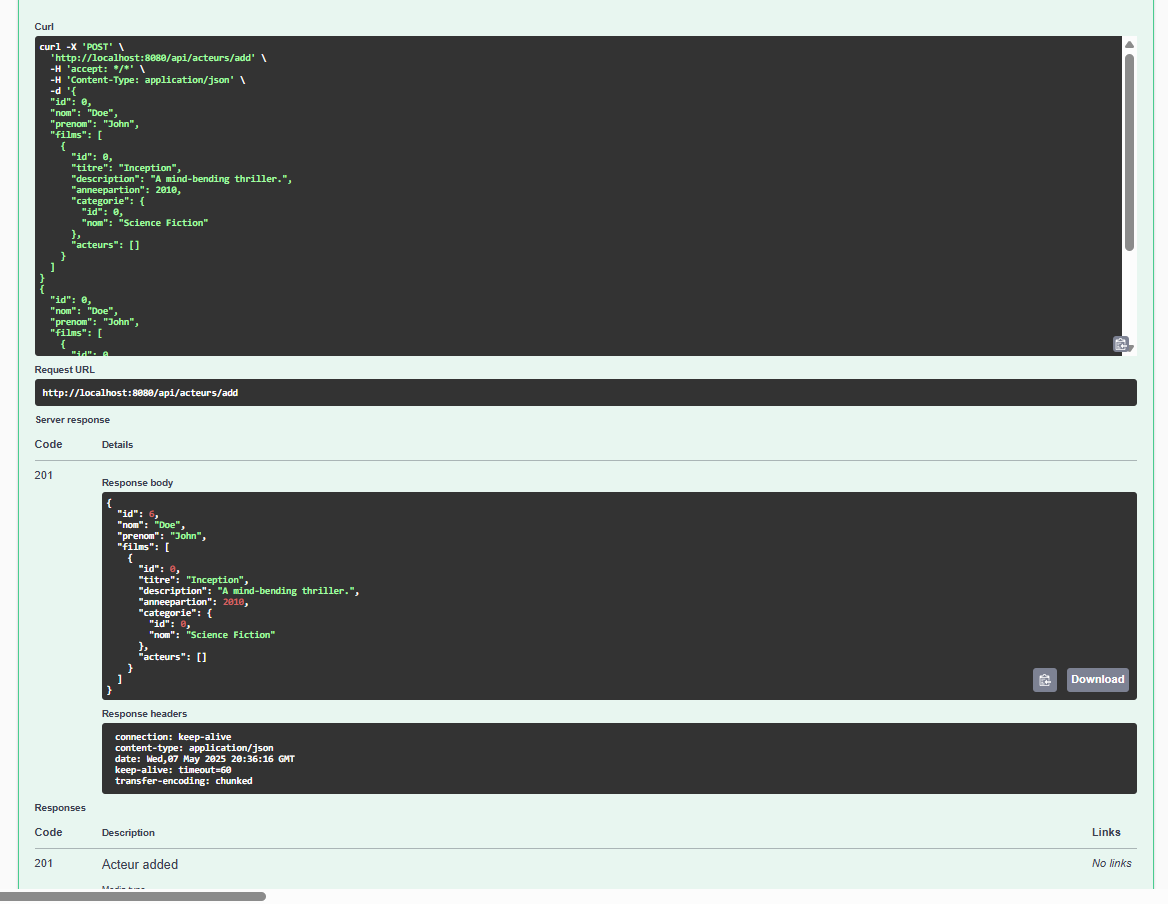 Curl
curl -X 'POST' \
  'http://localhost:8080/api/acteurs/add' \
  -H 'accept: */*' \
  -H 'Content-Type: application/json' \
  -d '{
  "id": 0,
  "nom": "Doe",
  "prenom": "John",
  "films": [
    {
      "id": 0,
      "titre": "Inception",
      "description": "A mind-bending thriller.",
      "anneepartion": 2010,
      "categorie": {
        "id": 0,
        "nom": "Science Fiction"
      },
      "acteurs": []
    }
  ]
}
{
  "id": 0,
  "nom": "Doe",
  "prenom": "John",
  "films": [
    {
      "id": 0
Request URL
http://localhost:8080/api/acteurs/add
Server response
Code Details
201
Response body
{
  "id": 6,
  "nom": "Doe",
  "prenom": "John",
  "films": [
    {
      "id": 0,
      "titre": "Inception",
      "description": "A mind-bending thriller.",
      "anneepartion": 2010,
      "categorie": {
        "id": 0,
        "nom": "Science Fiction"
      },
      "acteurs": []
    }
  ]
}
Download
Response headers
connection: keep-alive
content-type: application/json
date: Wed,07 May 2025 20:36:16 GMT
keep-alive: timeout=60
transfer-encoding: chunked
Responses
Code Description Links
201 Acteur added No links
Media type